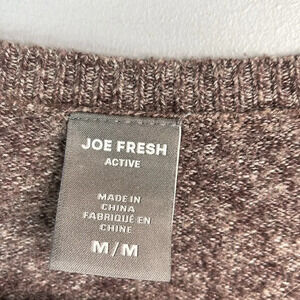 JOE FRESH
ACTIVE
MADE IN
CHINA
FABRIQUÉ EN
CHINE
M/M